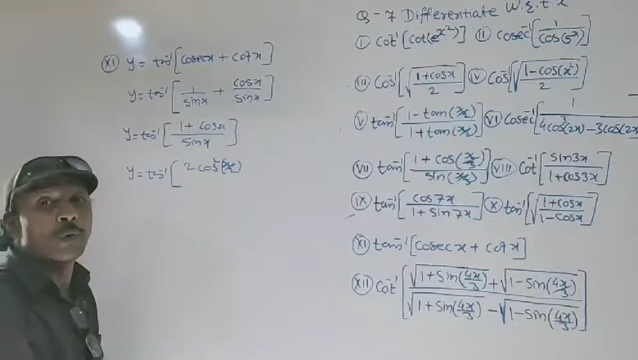 (XI) y = tan⁻¹[cosecx + cotx]
y = tan⁻¹[1/sinx + cosx/sinx]
y = tan⁻¹[(1 + cosx)/sinx]
y = tan⁻¹[2cos²(x/2)
Q-7 Differentiate w.r.t x
(I) cot⁻¹[cot(e^(x²))] (II) cosec⁻¹[1/cos(5ˣ)]
(III) cos⁻¹[√((1+cosx)/2)] (IV) cos⁻¹[√((1-cos(x²))/2)]
(V) tan⁻¹[(1-tan(x/2))/(1+tan(x/2))] (VI) cosec⁻¹[1/(4cos³(2x)-3cos(2x
(VII) tan⁻¹[(1+cos(x/3))/sin(x/3)] (VIII) cot⁻¹[sin3x/(1+cos3x)]
(IX) tan⁻¹[cos7x/(1+sin7x)] (X) tan⁻¹[√((1+cosx)/(1-cosx))]
(XI) tan⁻¹[cosecx + cotx]
(XII) cot⁻¹[(√(1+sin(4x/3)) + √(1-sin(4x/3)))/(√(1+sin(4x/3)) - √(1-sin(4x/3)))]